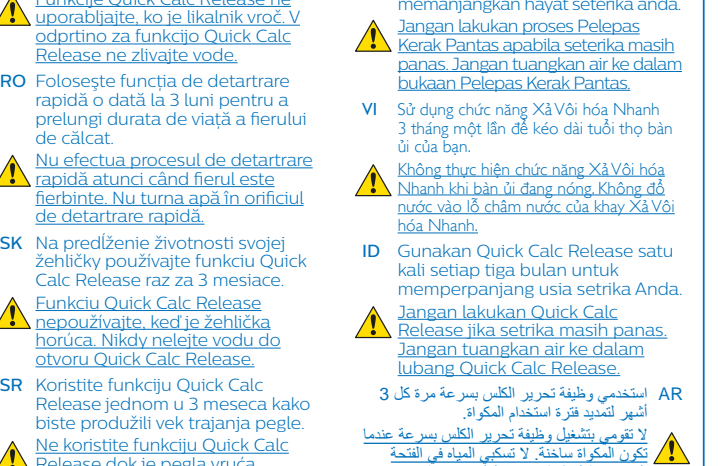 Funkcije Quick Calc Release ne
uporabljajte, ko je likalnik vroč. V
odprtino za funkcijo Quick Calc
Release ne zlivajte vode.
RO Foloseşte funcţia de detartrare
rapidă o dată la 3 luni pentru a
prelungi durata de viaţă a fierului
de călcat.
Nu efectua procesul de detartrare
rapidă atunci când fierul este
fierbinte. Nu turna apă în orificiul
de detartrare rapidă.
SK Na predĺženie životnosti svojej
žehličky používajte funkciu Quick
Calc Release raz za 3 mesiace.
Funkciu Quick Calc Release
nepoužívajte, keď je žehlička
horúca. Nikdy nelejte vodu do
otvoru Quick Calc Release.
SR Koristite funkciju Quick Calc
Release jednom u 3 meseca kako
biste produžili vek trajanja pegle.
Ne koristite funkciju Quick Calc
Release dok je pegla vruća.
memanjangkan hayat seterika anda.
Jangan lakukan proses Pelepas
Kerak Pantas apabila seterika masih
panas. Jangan tuangkan air ke dalam
bukaan Pelepas Kerak Pantas.
VI Sử dụng chức năng Xả Vôi hóa Nhanh
3 tháng một lần để kéo dài tuổi thọ bàn
ủi của bạn.
Không thực hiện chức năng Xả Vôi hóa
Nhanh khi bàn ủi đang nóng. Không đổ
nước vào lỗ châm nước của khay Xả Vôi
hóa Nhanh.
ID Gunakan Quick Calc Release satu
kali setiap tiga bulan untuk
memperpanjang usia setrika Anda.
Jangan lakukan Quick Calc
Release jika setrika masih panas.
Jangan tuangkan air ke dalam
lubang Quick Calc Release.
AR استخدمي وظيفة تحرير الكلس بسرعة مرة كل 3
أشهر لتمديد فترة استخدام المكواة.
لا تقومي بتشغيل وظيفة تحرير الكلس بسرعة عندما
تكون المكواة ساخنة. لا تسكبي المياه في الفتحة